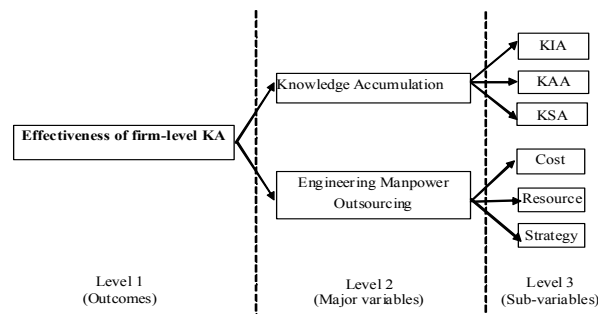 KIA
Knowledge Accumulation
KAA
KSA
Effectiveness of firm-level KA
Cost
Engineering Manpower
Outsourcing
Resource
Strategy
Level 1
(Outcomes)
Level 2
(Major variables)
Level 3
(Sub-variables)